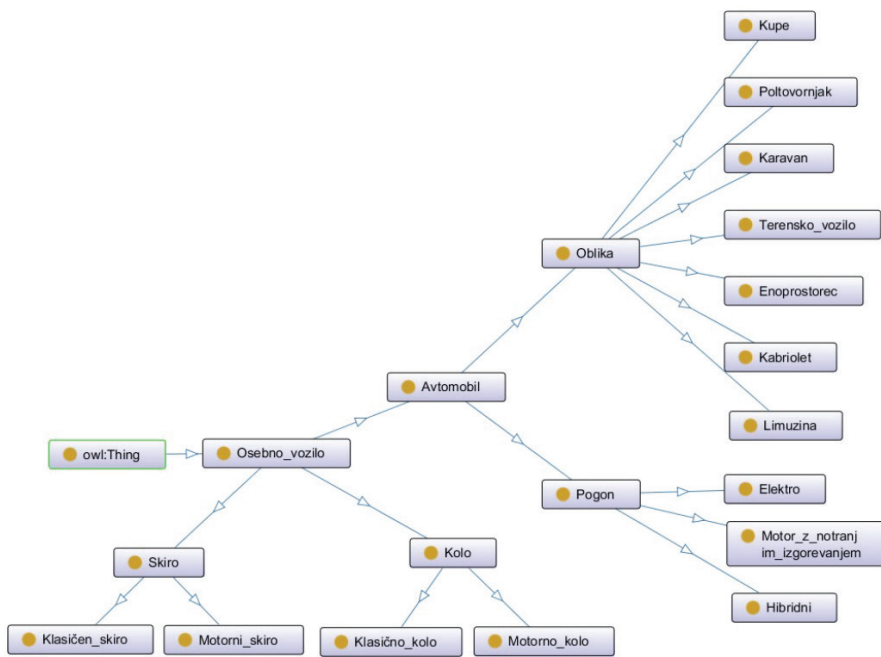 Kupe
Poltovornjak
Karavan
Terensko_vozilo
Oblika
Enoprostorec
Kabriolet
Avtomobil
Limuzina
owl:Thing
Osebno_vozilo
Pogon
Elektro
Motor_z_notranj
im_izgorevanjem
Kolo
Skiro
Hibridni
Klasičen_skiro
Motorni_skiro
Klasično_kolo
Motorno_kolo